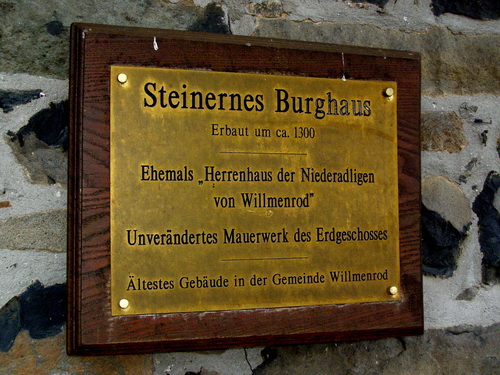 Steinernes Burghaus
Erbaut um ca. 1300
Ehemals „Herrenhaus der Niederadligen
von Willmenrod"
Unverändertes Mauerwerk des Erdgeschosses
Ältestes Gebäude in der Gemeinde Willmenrod